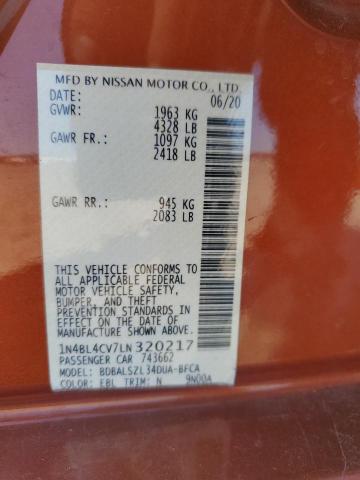 MFD BY NISSAN MOTOR CO., LTD.
DATE: 06/20
GVWR: 1963 KG
4328 LB
GAWR FR.: 1097 KG
2418 LB
GAWR RR.: 945 KG
2083 LB
THIS VEHICLE CONFORMS TO
ALL APPLICABLE FEDERAL
MOTOR VEHICLE SAFETY,
BUMPER, AND THEFT
PREVENTION STANDARDS IN
EFFECT ON THE DATE OF
MANUFACTURE SHOWN ABOVE.
1N4BL4CV7LN320217
PASSENGER CAR 743662
MODEL: BDBALSZL34DUA-BFCA
COLOR: EBL TRIM: N 9N00A